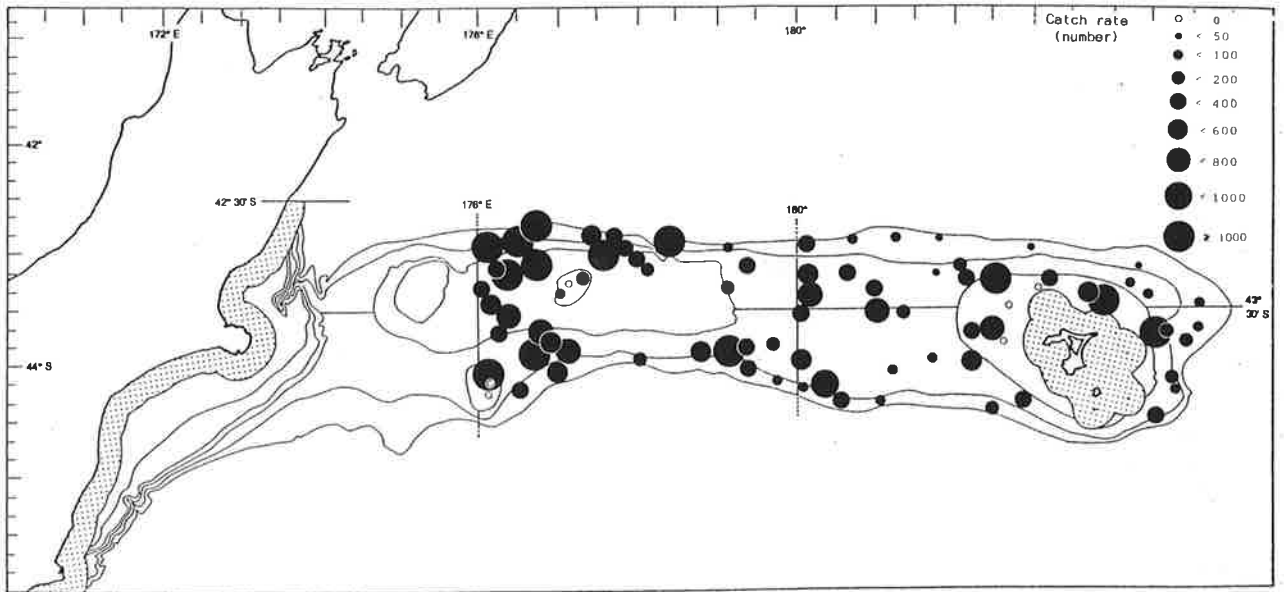 172° E
176° E
180°
Catch rate
(number)
0
< 50
< 100
< 200
< 400
< 600
< 800
< 1000
≥ 1000
42°
42° 30' S
176° E
180°
43°
30' S
44° S